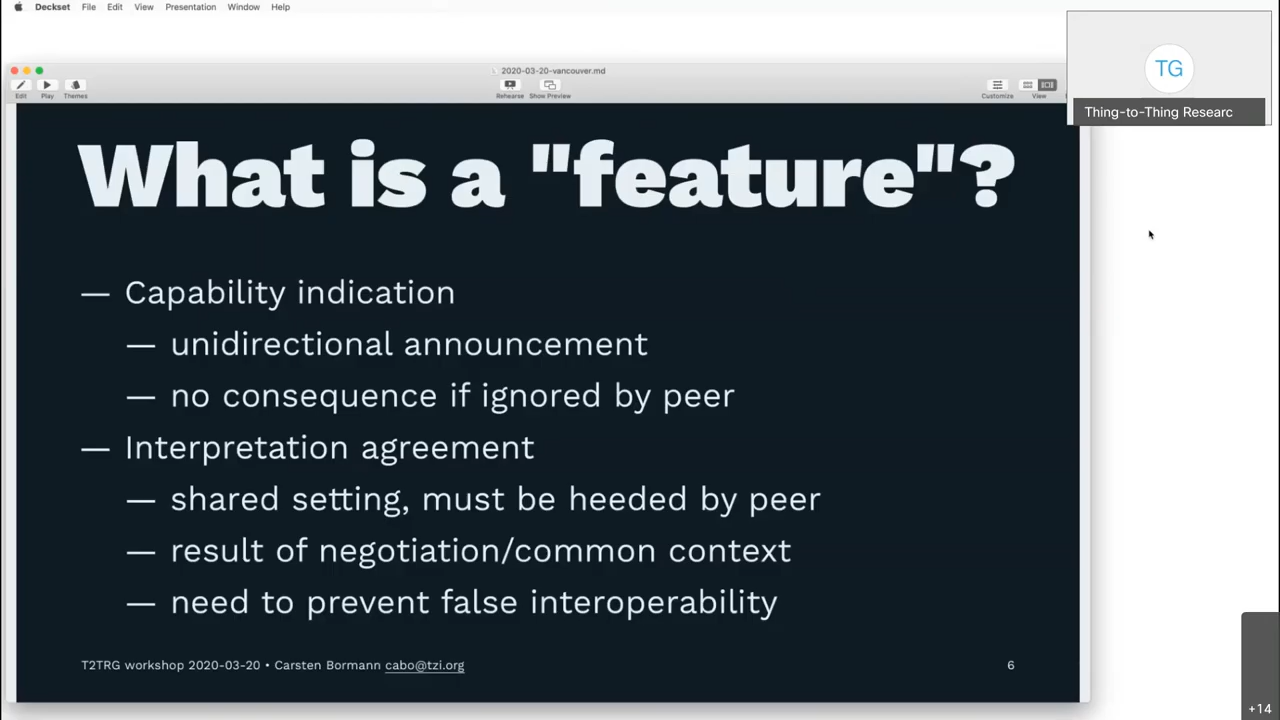 Deckset File Edit View Presentation Window Help
2020-03-20-vancouver.md
Edit Play Themes Rehearse Show Preview Customize View
TG
Thing-to-Thing Researc
What is a "feature"?
— Capability indication
— unidirectional announcement
— no consequence if ignored by peer
— Interpretation agreement
— shared setting, must be heeded by peer
— result of negotiation/common context
— need to prevent false interoperability
T2TRG workshop 2020-03-20 • Carsten Bormann cabo@tzi.org 6
+14